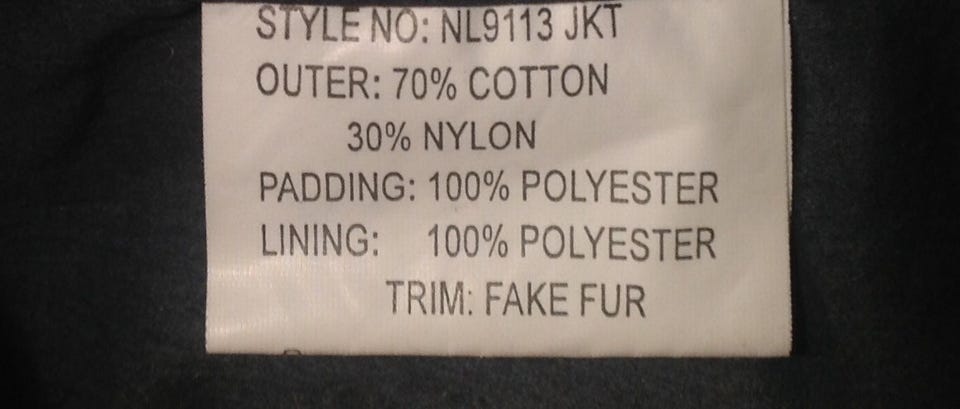 STYLE NO: NL9113 JKT
OUTER: 70% COTTON
30% NYLON
PADDING: 100% POLYESTER
LINING: 100% POLYESTER
TRIM: FAKE FUR